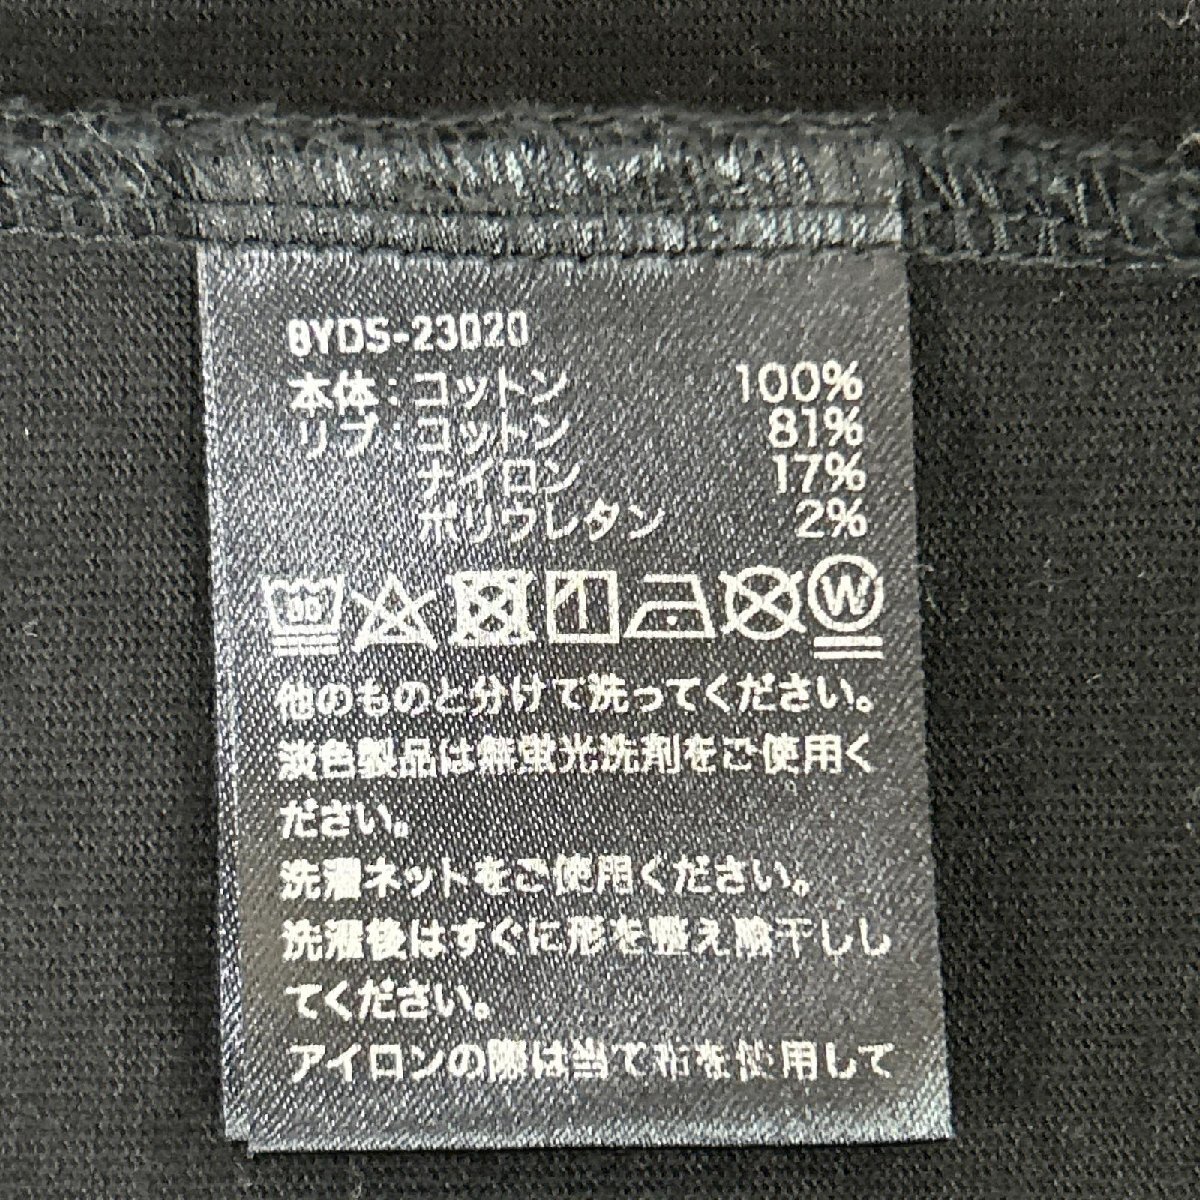 0YDS-23020
本体:コットン 100%
リブ:コットン 81%
ナイロン 17%
ポリウレタン 2%
W
他のものと分けて洗ってください。
淡色製品は無蛍光洗剤をご使用く
ださい。
洗濯ネットをご使用ください。
洗濯後はすぐに形を整え陰干しし
てください。
アイロンの際は当て布を使用して